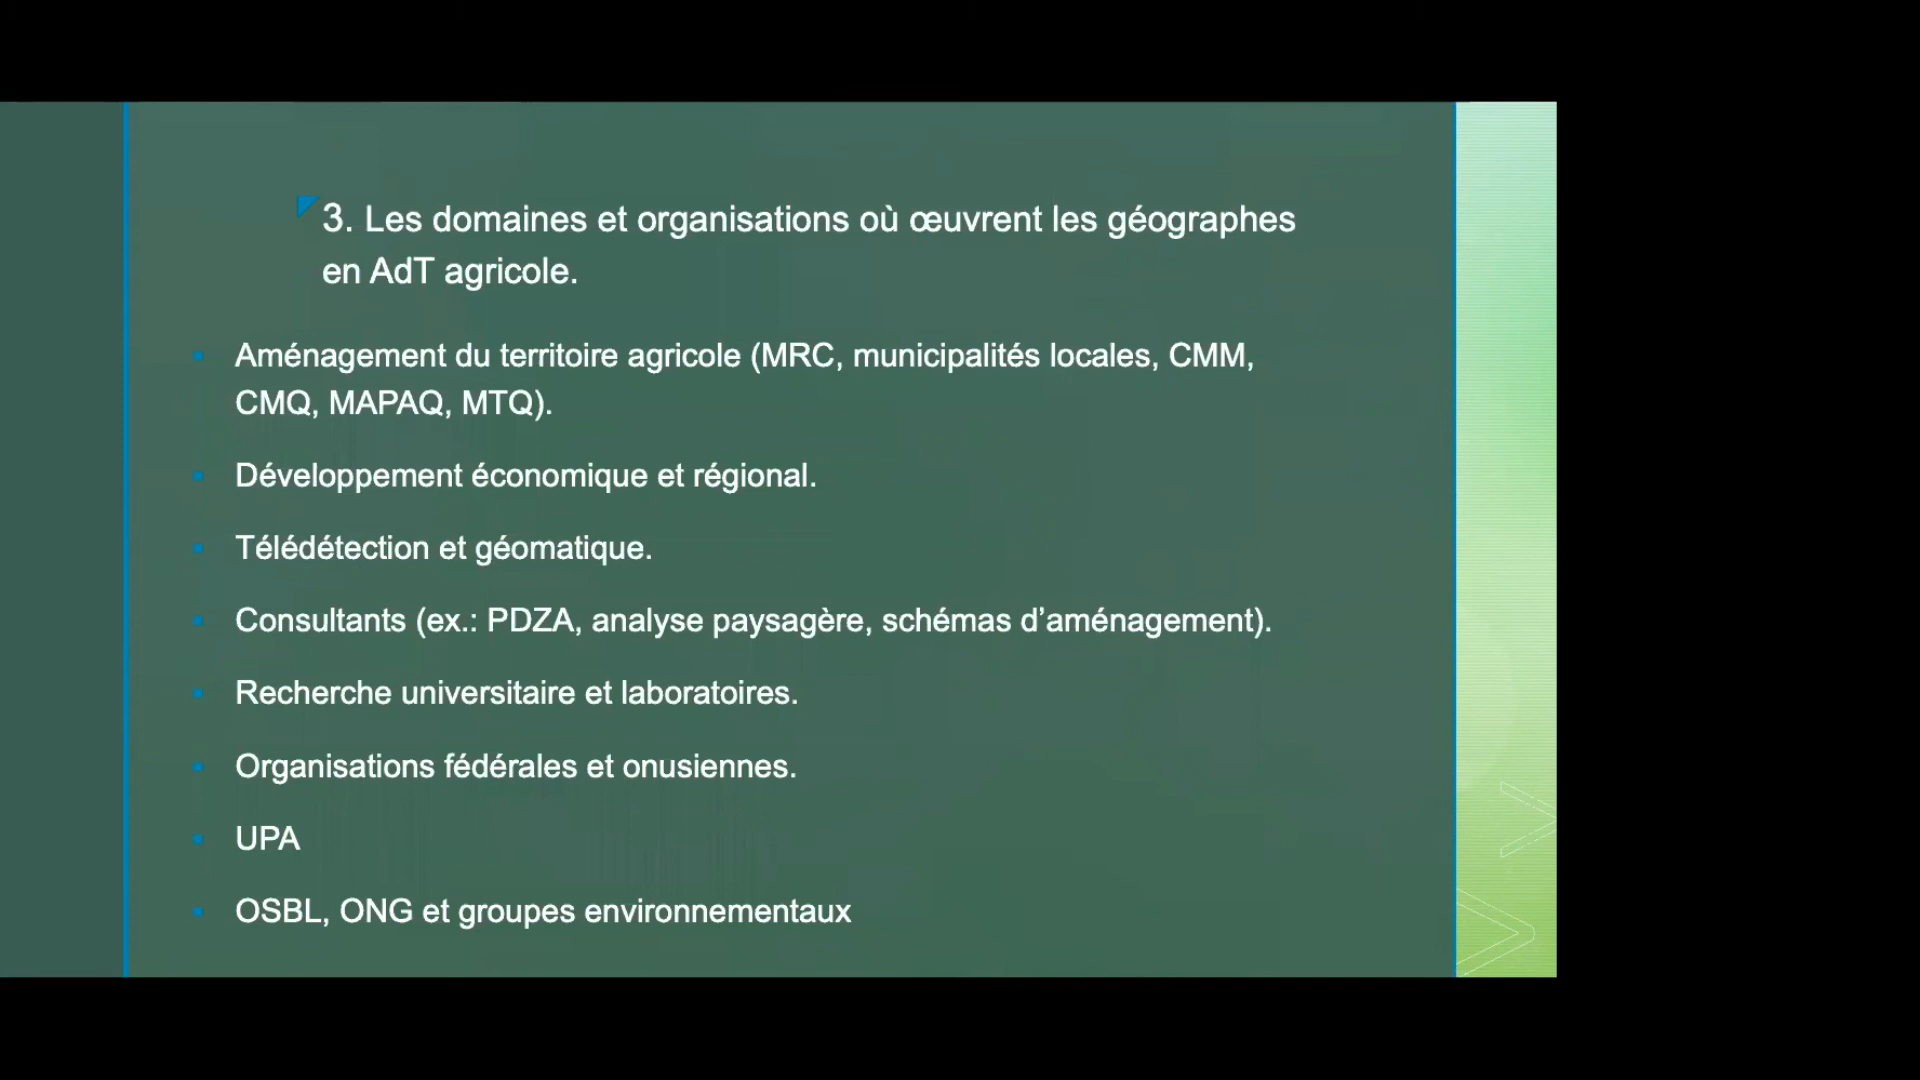 3. Les domaines et organisations où œuvrent les géographes
en AdT agricole.
Aménagement du territoire agricole (MRC, municipalités locales, CMM,
CMQ, MAPAQ, MTQ).
Développement économique et régional.
Télédétection et géomatique.
Consultants (ex.: PDZA, analyse paysagère, schémas d’aménagement).
Recherche universitaire et laboratoires.
Organisations fédérales et onusiennes.
UPA
OSBL, ONG et groupes environnementaux